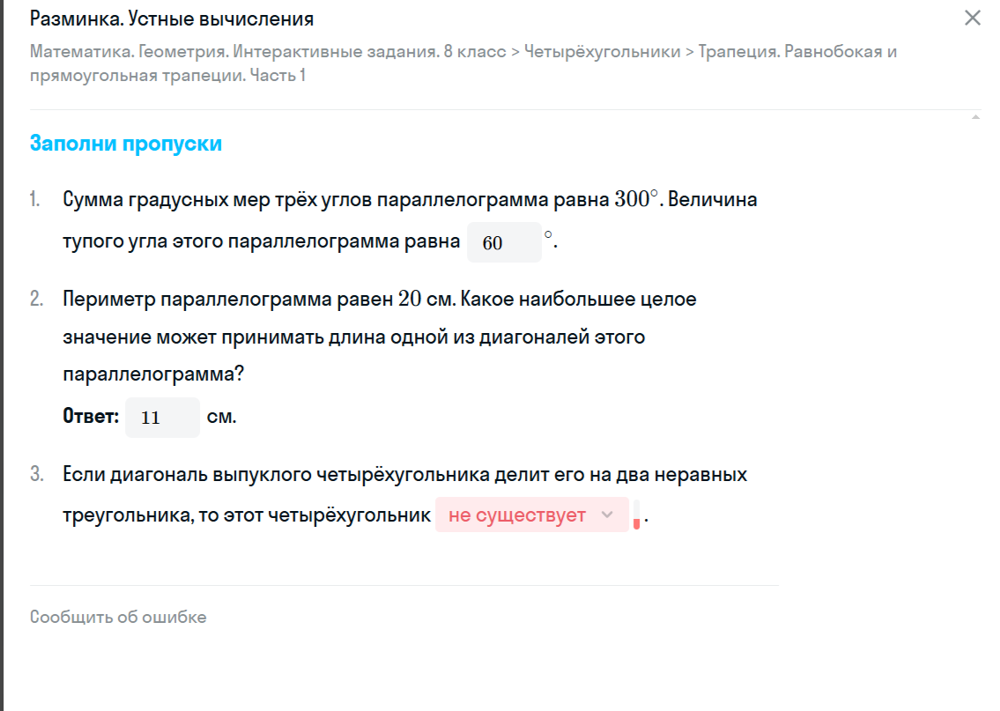 Разминка. Устные вычисления
Математика. Геометрия. Интерактивные задания. 8 класс > Четырёхугольники > Трапеция. Равнобокая и
прямоугольная трапеции. Часть 1
Заполни пропуски
1. Сумма градусных мер трёх углов параллелограмма равна 300°. Величина
тупого угла этого параллелограмма равна 60 °.
2. Периметр параллелограмма равен 20 см. Какое наибольшее целое
значение может принимать длина одной из диагоналей этого
параллелограмма?
Ответ: 11 см.
3. Если диагональ выпуклого четырёхугольника делит его на два неравных
треугольника, то этот четырёхугольник не существует .
Сообщить об ошибке